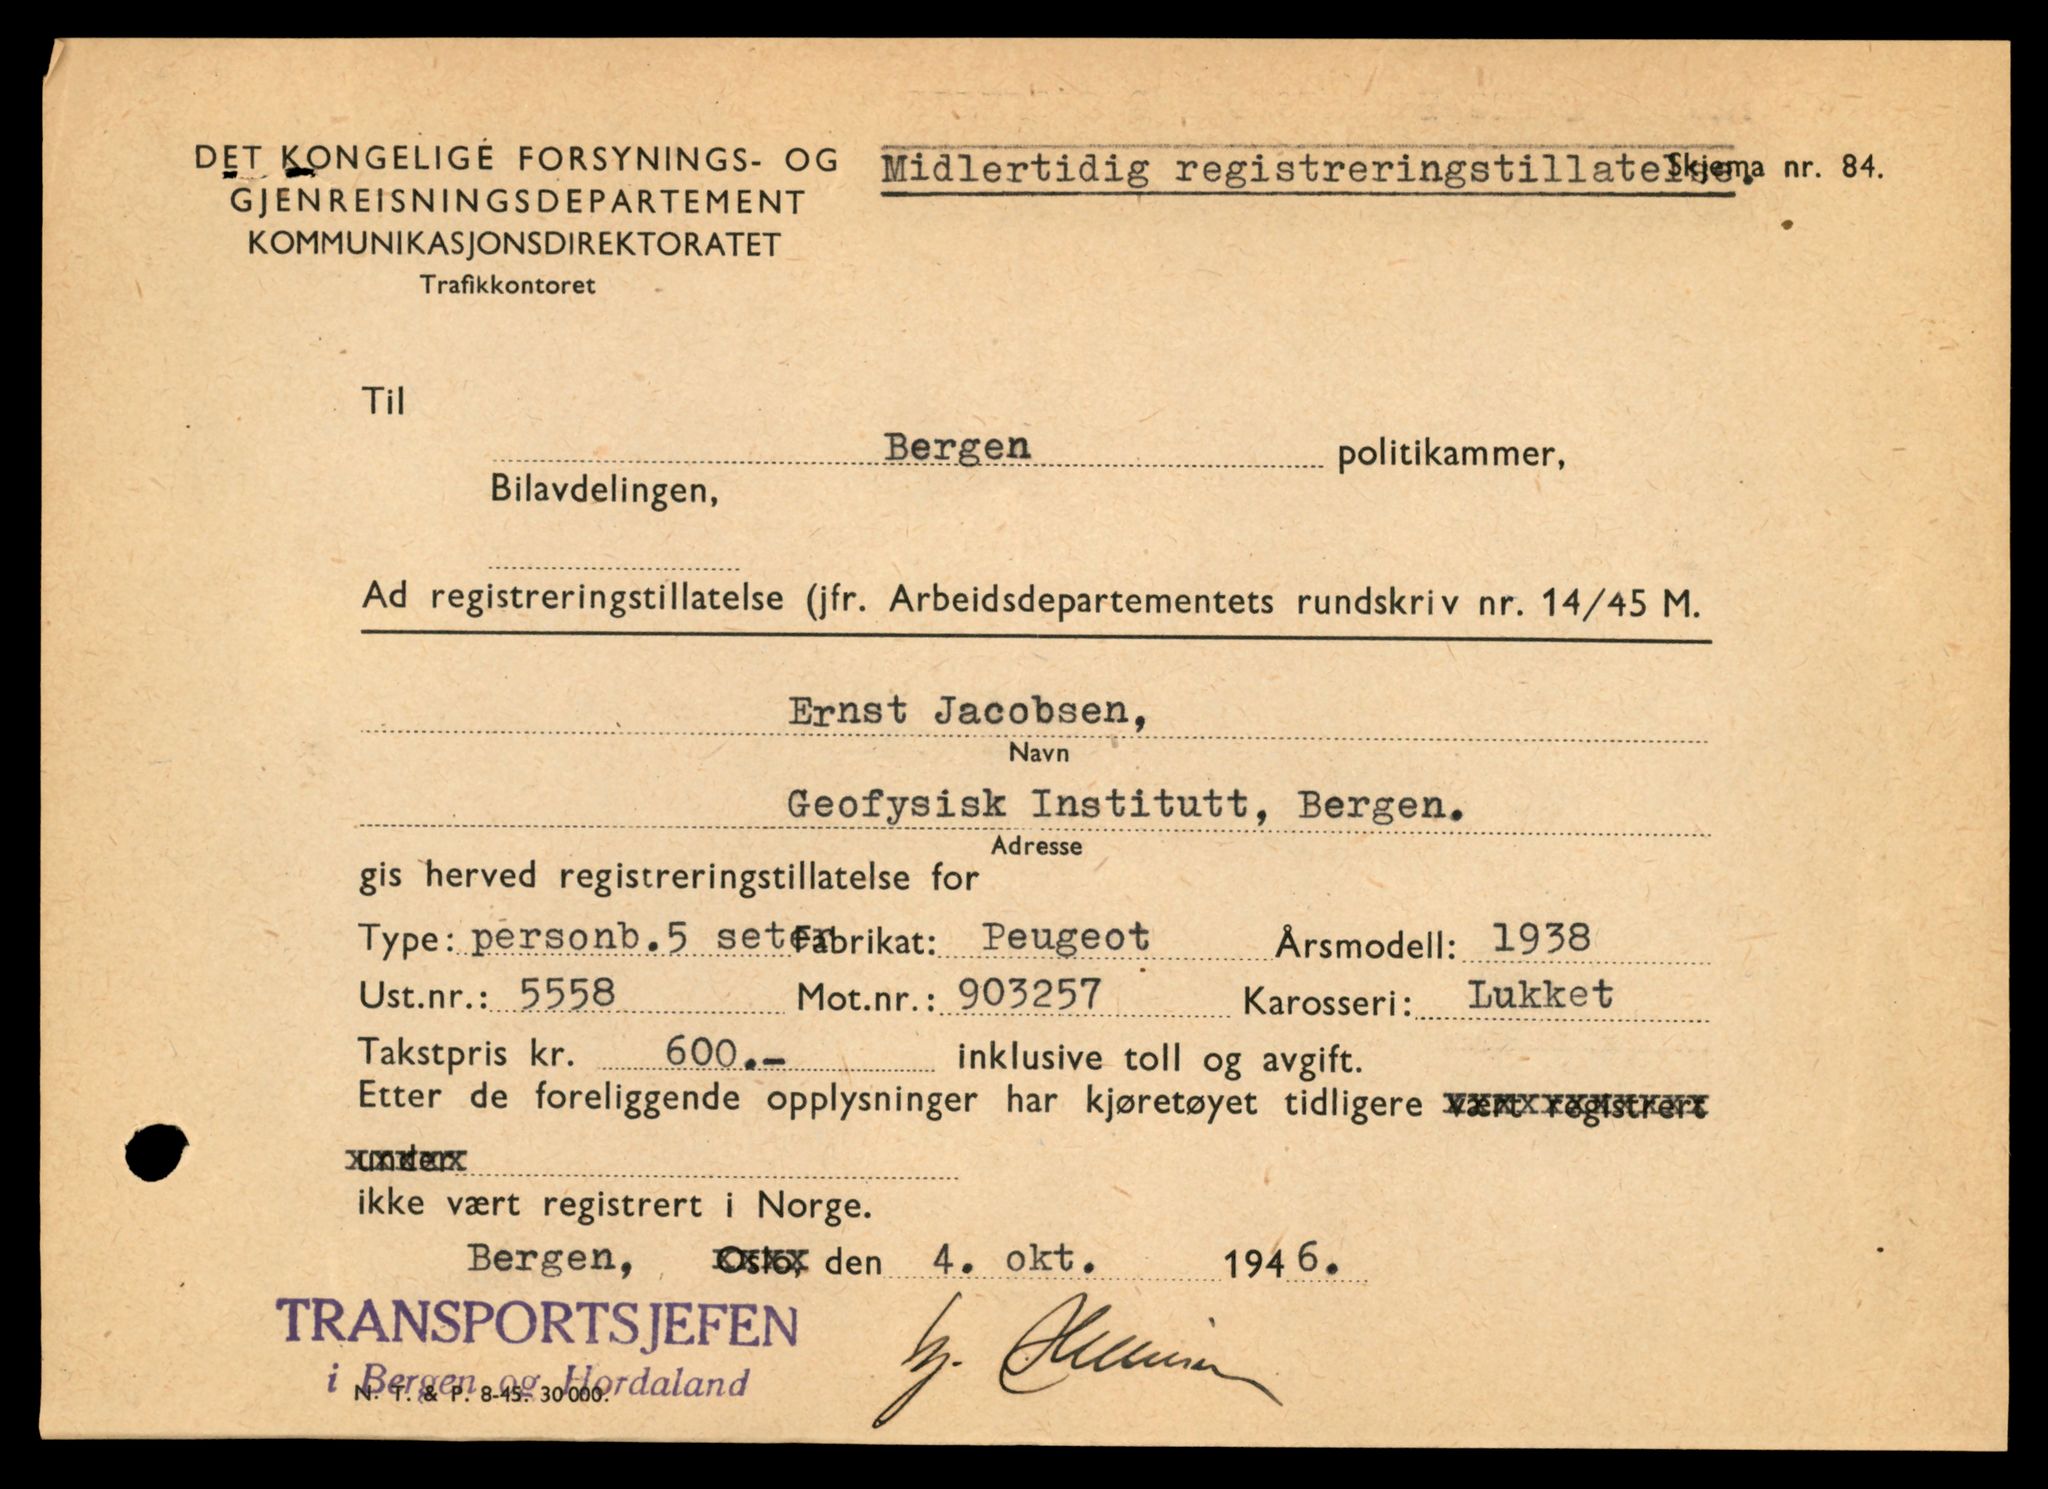 DET KONGELIGE FORSYNINGS- OG
GJENREISNINGSDEPARTEMENT
KOMMUNIKASJONSDIREKTORATET
Trafikkontoret
Midlertidig registreringstillatelse.
Skjema nr. 84.
Til
Bergen politikammer,
Bilavdelingen,
Ad registreringstillatelse (jfr. Arbeidsdepartementets rundskriv nr. 14/45 M.
Ernst Jacobsen,
Navn
Geofysisk Institutt, Bergen.
Adresse
gis herved registreringstillatelse for
Type: personb. 5 seter Fabrikat: Peugeot Årsmodell: 1938
Ust.nr.: 5558 Mot.nr.: 903257 Karosseri: Lukket
Takstpris kr. 600.- inklusive toll og avgift.
Etter de foreliggende opplysninger har kjøretøyet tidligere vært registrert
under
ikke vært registrert i Norge.
Bergen, Oslo, den 4. okt. 1946.
TRANSPORTSJEFEN
i Bergen og Hordaland
N. T. & P. 8-45. 30 000.